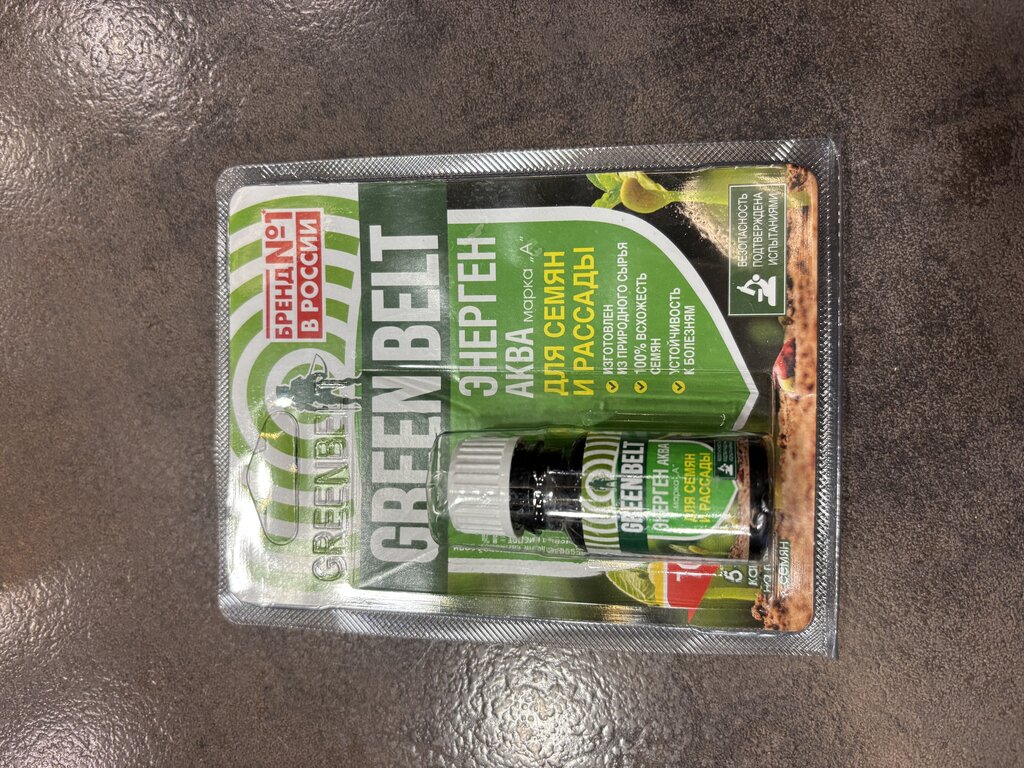 БРЕНД №1
В РОССИИ
GREENBELT
GREENBELT
ЭНЕРГЕН
АКВА марка „А“
ДЛЯ СЕМЯН
И РАССАДЫ
ИЗГОТОВЛЕН
ИЗ ПРИРОДНОГО СЫРЬЯ
100% ВСХОЖЕСТЬ
СЕМЯН
УСТОЙЧИВОСТЬ
К БОЛЕЗНЯМ
БЕЗОПАСНОСТЬ
ПОДТВЕРЖДЕНА
ИСПЫТАНИЯМИ
GREENBELT
ЭНЕРГЕН АКВА
марка „А“
ДЛЯ СЕМЯН
И РАССАДЫ
СЕМЯН